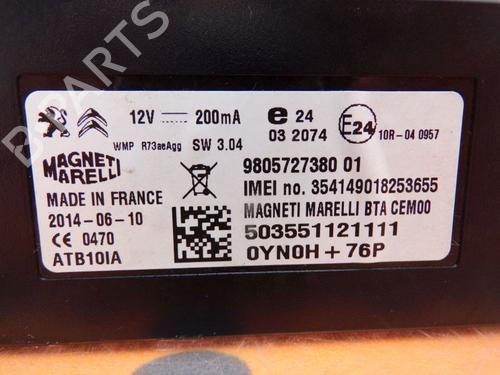 B-PARTS
12V 200mA
e 24
03 2074
E24
10R-04 0957
WMP R73aeAgg SW 3.04
MAGNETI
MARELLI
MADE IN FRANCE
2014-06-10
CE 0470
ATB10IA
9805727380 01
IMEI no. 354149018253655
MAGNETI MARELLI BTA CEM00
503551121111
0YN0H+76P